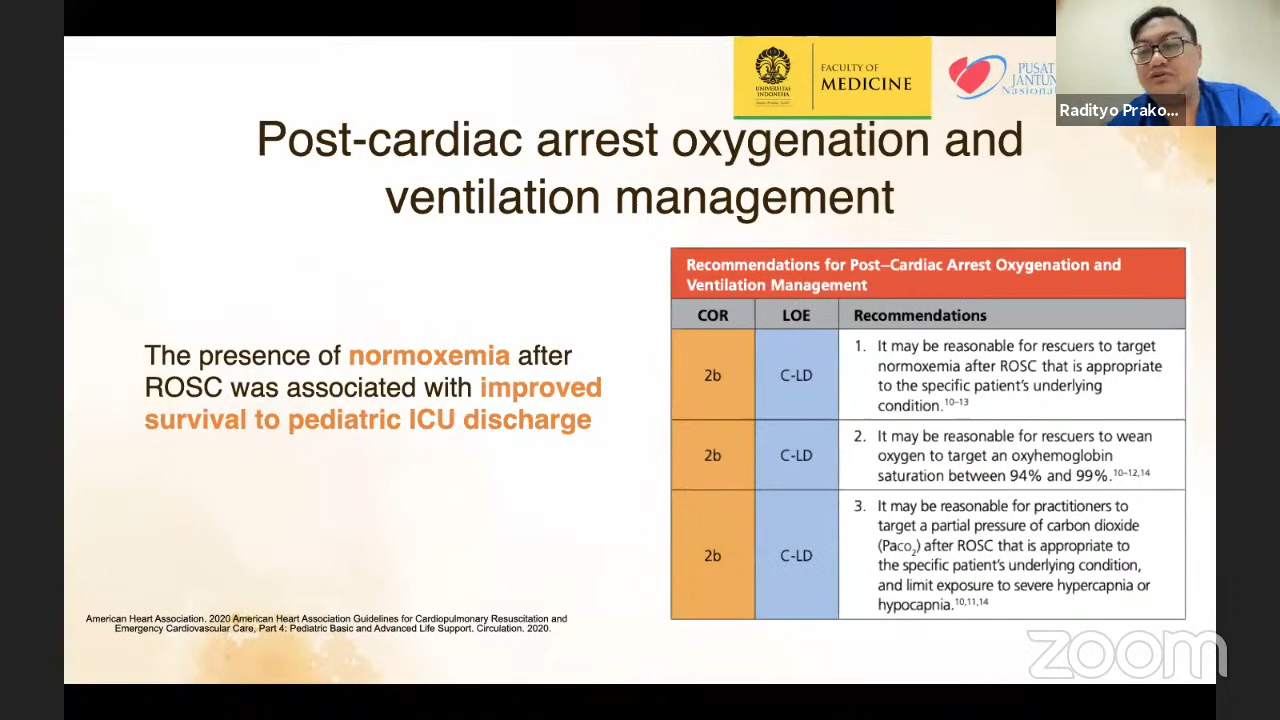 UNIVERSITAS
INDONESIA
FACULTY OF
MEDICINE
PUSAT
JANTUN
Nasional
Radityo Prako...
Post-cardiac arrest oxygenation and
ventilation management
The presence of normoxemia after
ROSC was associated with improved
survival to pediatric ICU discharge
Recommendations for Post–Cardiac Arrest Oxygenation and
Ventilation Management
COR LOE Recommendations
2b C-LD 1. It may be reasonable for rescuers to target
normoxemia after ROSC that is appropriate
to the specific patient's underlying
condition.10–13
2b C-LD 2. It may be reasonable for rescuers to wean
oxygen to target an oxyhemoglobin
saturation between 94% and 99%.10–12,14
2b C-LD 3. It may be reasonable for practitioners to
target a partial pressure of carbon dioxide
(Paco2) after ROSC that is appropriate to
the specific patient's underlying condition,
and limit exposure to severe hypercapnia or
hypocapnia.10,11,14
American Heart Association. 2020 American Heart Association Guidelines for Cardiopulmonary Resuscitation and
Emergency Cardiovascular Care, Part 4: Pediatric Basic and Advanced Life Support. Circulation. 2020.
zoom